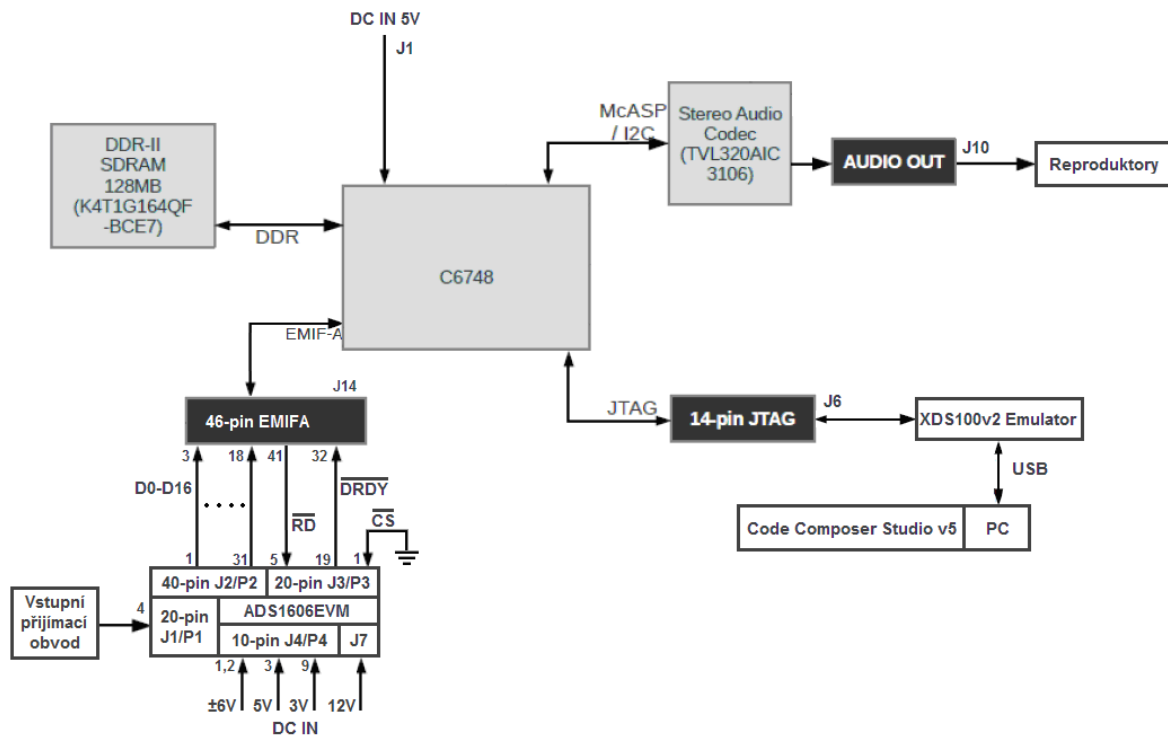 DC IN 5V
J1
DDR-II
SDRAM
128MB
(K4T1G164QF
-BCE7)
DDR
McASP
/ I2C
Stereo Audio
Codec
(TVL320AIC
3106)
AUDIO OUT
J10
Reproduktory
C6748
EMIF-A
J14
46-pin EMIFA
JTAG
14-pin JTAG
J6
XDS100v2 Emulator
USB
Code Composer Studio v5
PC
3 18 41 32
D0-D16
....
RD
DRDY
CS
1 31 5 19 1
40-pin J2/P2
20-pin J3/P3
Vstupní
přijímací
obvod
4
20-pin
J1/P1
ADS1606EVM
10-pin J4/P4
J7
1,2 3 9
±6V 5V 3V 12V
DC IN